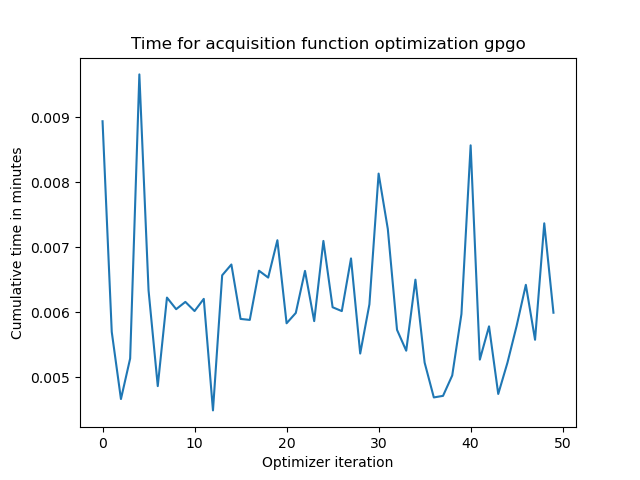 Time for acquisition function optimization gpgo
Cumulative time in minutes
0.009
0.008
0.007
0.006
0.005
0 10 20 30 40 50
Optimizer iteration